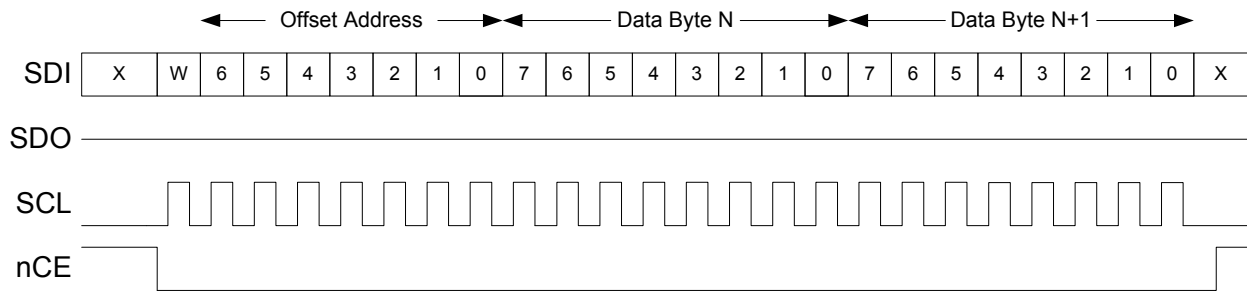 Offset Address Data Byte N Data Byte N+1
SDI X W 6 5 4 3 2 1 0 7 6 5 4 3 2 1 0 7 6 5 4 3 2 1 0 X
SDO
SCL
nCE